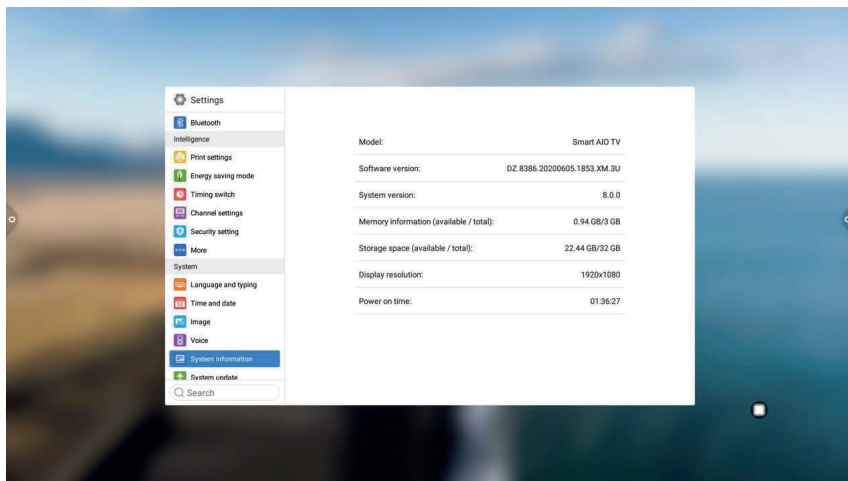 Settings
Bluetooth
Intelligence
Print settings
Energy saving mode
Timing switch
Channel settings
Security setting
More
System
Language and typing
Time and date
Image
Voice
System information
System update
Search
Model: Smart AIO TV
Software version: DZ.8386.20200605.1853.XM.3U
System version: 8.0.0
Memory information (available / total): 0.94 GB/3 GB
Storage space (available / total): 22.44 GB/32 GB
Display resolution: 1920x1080
Power on time: 01:36:27